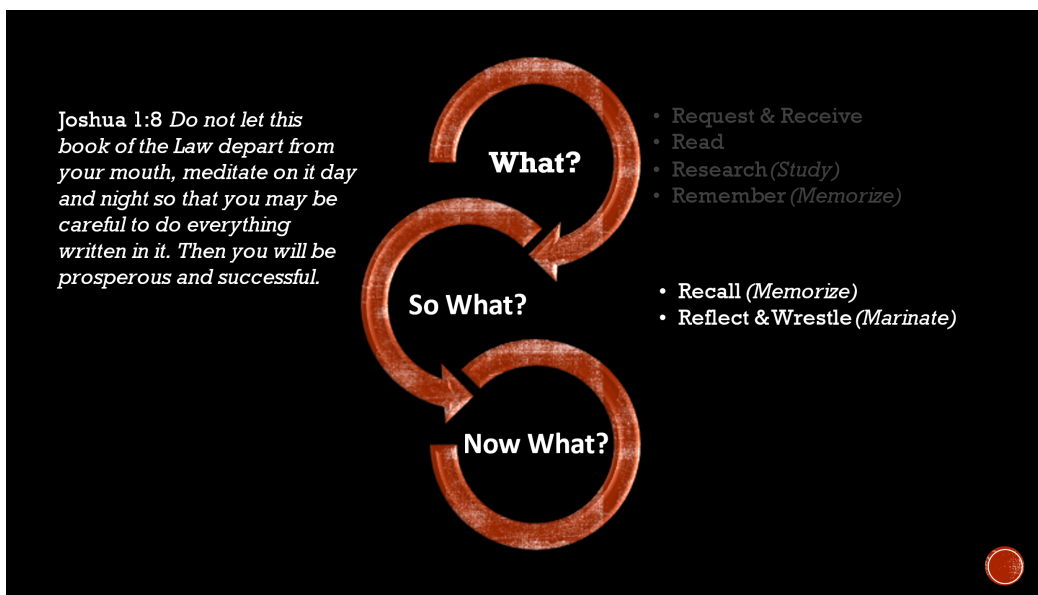 Joshua 1:8 Do not let this
book of the Law depart from
your mouth, meditate on it day
and night so that you may be
careful to do everything
written in it. Then you will be
prosperous and successful.
What?
• Request & Receive
• Read
• Research (Study)
• Remember (Memorize)
So What?
• Recall (Memorize)
• Reflect & Wrestle (Marinate)
Now What?